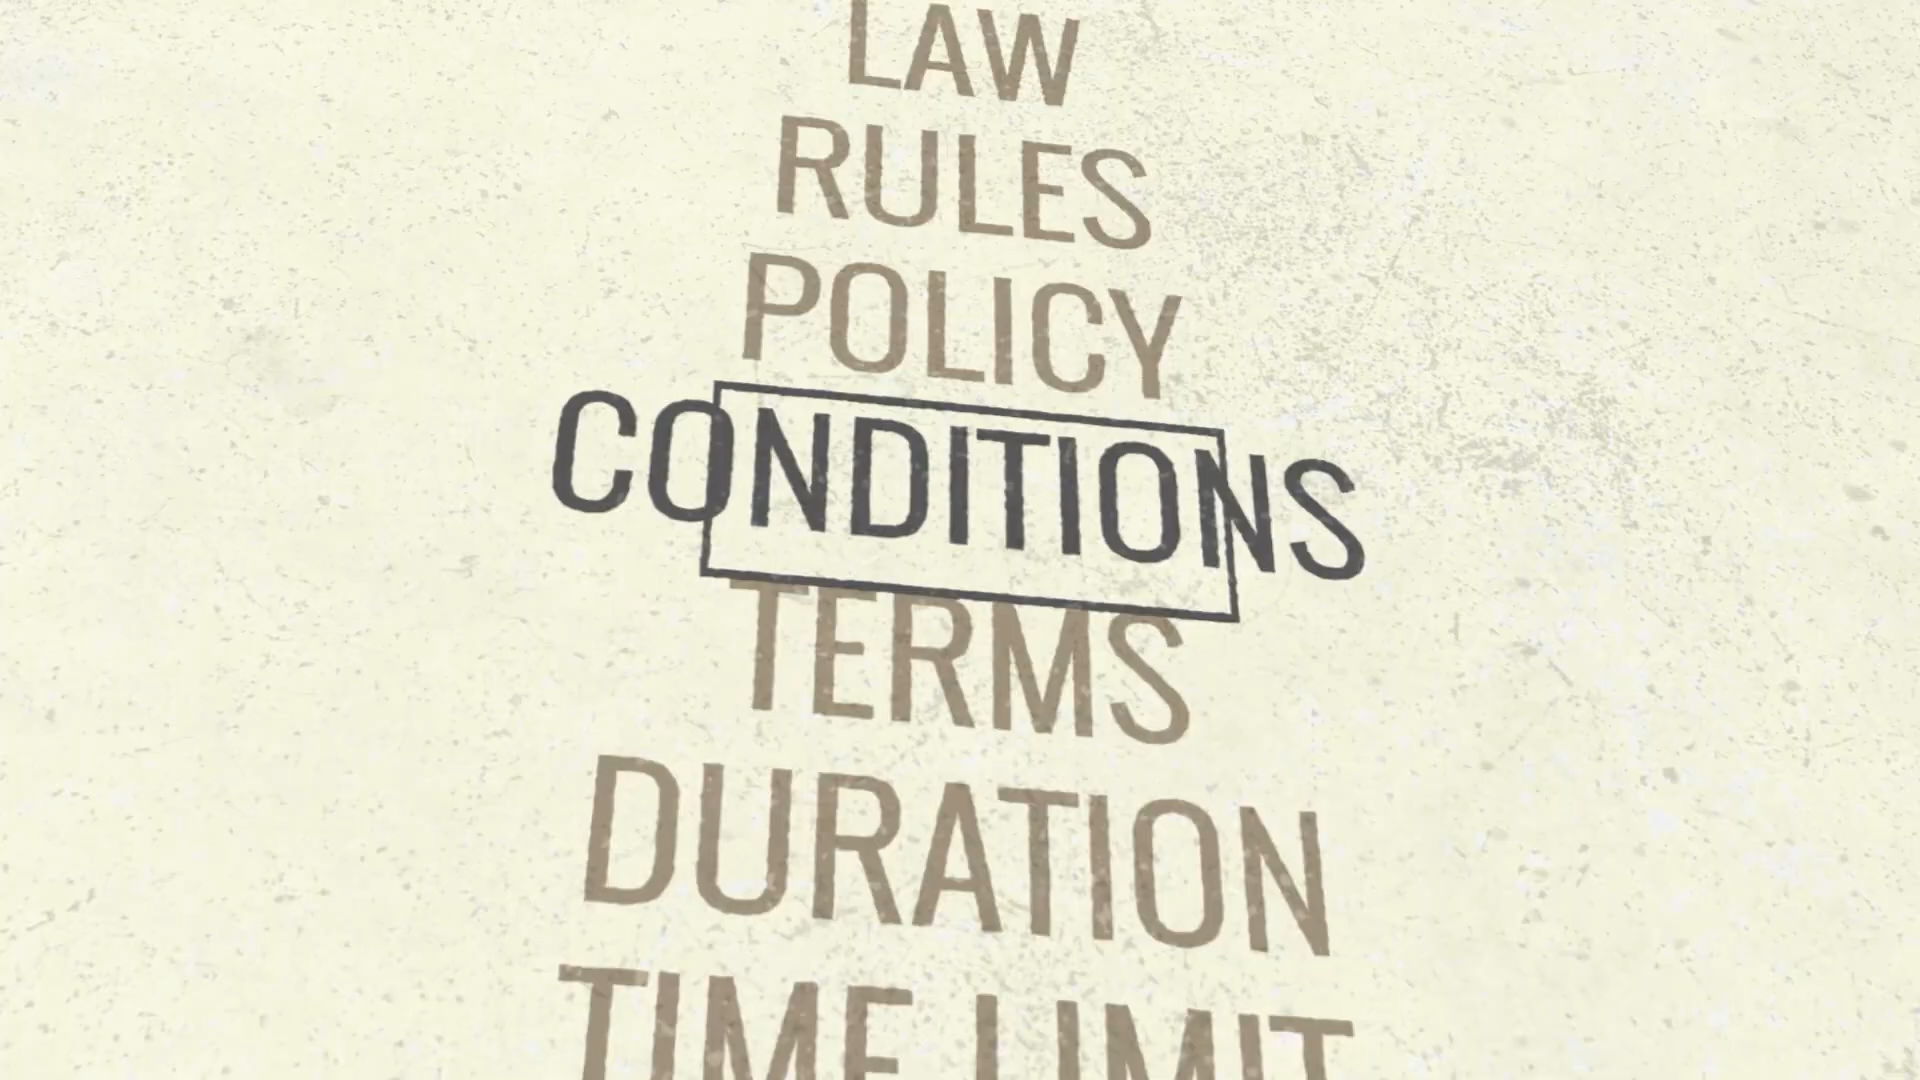 LAW
RULES
POLICY
CONDITIONS
TERMS
DURATION
TIME LIMIT